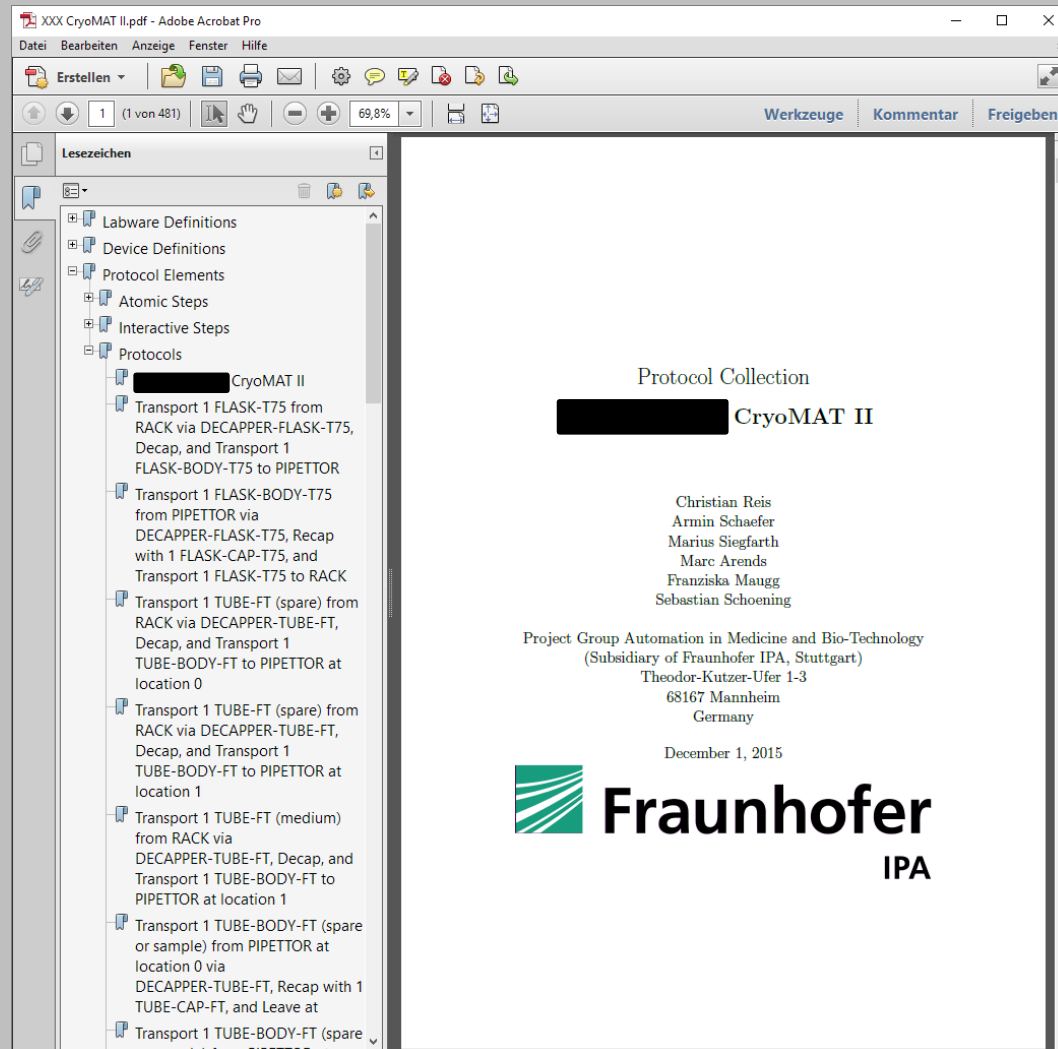 XXX CryoMAT II.pdf - Adobe Acrobat Pro
Datei Bearbeiten Anzeige Fenster Hilfe
Erstellen
1 (1 von 481) 69,8% Werkzeuge Kommentar Freigeben
Lesezeichen
Labware Definitions
Device Definitions
Protocol Elements
Atomic Steps
Interactive Steps
Protocols
CryoMAT II
Transport 1 FLASK-T75 from
RACK via DECAPPER-FLASK-T75,
Decap, and Transport 1
FLASK-BODY-T75 to PIPETTOR
Transport 1 FLASK-BODY-T75
from PIPETTOR via
DECAPPER-FLASK-T75, Recap
with 1 FLASK-CAP-T75, and
Transport 1 FLASK-T75 to RACK
Transport 1 TUBE-FT (spare) from
RACK via DECAPPER-TUBE-FT,
Decap, and Transport 1
TUBE-BODY-FT to PIPETTOR at
location 0
Transport 1 TUBE-FT (spare) from
RACK via DECAPPER-TUBE-FT,
Decap, and Transport 1
TUBE-BODY-FT to PIPETTOR at
location 1
Transport 1 TUBE-FT (medium)
from RACK via
DECAPPER-TUBE-FT, Decap, and
Transport 1 TUBE-BODY-FT to
PIPETTOR at location 1
Transport 1 TUBE-BODY-FT (spare
or sample) from PIPETTOR at
location 0 via
DECAPPER-TUBE-FT, Recap with 1
TUBE-CAP-FT, and Leave at
Transport 1 TUBE-BODY-FT (spare
Protocol Collection
CryoMAT II
Christian Reis
Armin Schaefer
Marius Siegfarth
Marc Arends
Franziska Maugg
Sebastian Schoening
Project Group Automation in Medicine and Bio-Technology
(Subsidiary of Fraunhofer IPA, Stuttgart)
Theodor-Kutzer-Ufer 1-3
68167 Mannheim
Germany
December 1, 2015
Fraunhofer
IPA